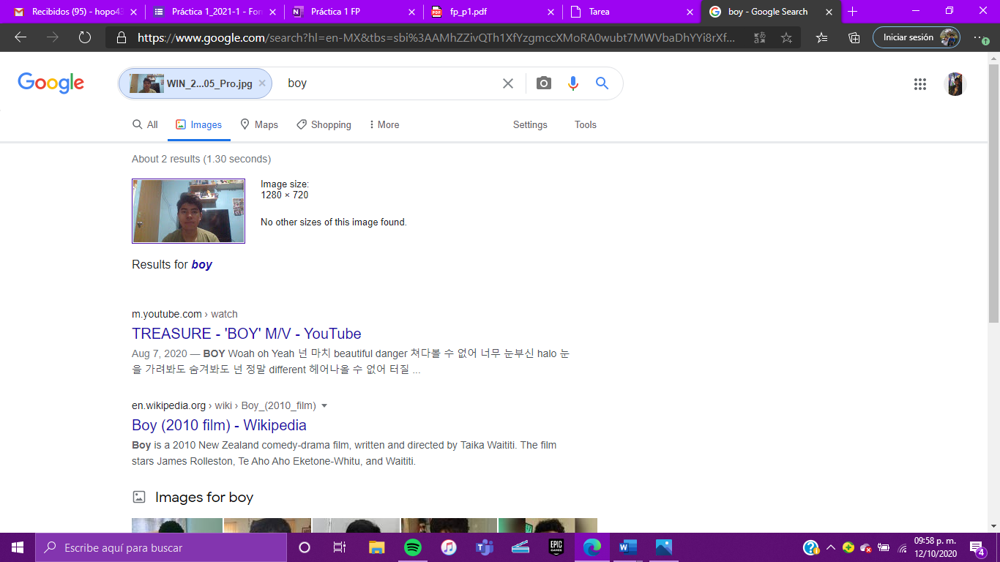 Recibidos (95) - hopo43
Práctica 1_2021-1 - For
Práctica 1 FP
fp_p1.pdf
Tarea
boy - Google Search
https://www.google.com/search?hl=en-MX&tbs=sbi%3AAMhZZivQTh1XfYzgmccXMoRA0wubt7MWVbaDhYYi8rXf...
Iniciar sesión
Google
WIN_2...05_Pro.jpg
boy
All
Images
Maps
Shopping
More
Settings
Tools
About 2 results (1.30 seconds)
Image size:
1280 × 720
No other sizes of this image found.
Results for boy
m.youtube.com › watch
TREASURE - 'BOY' M/V - YouTube
Aug 7, 2020 — BOY Woah oh Yeah 넌 마치 beautiful danger 쳐다볼 수 없어 너무 눈부신 halo 눈
을 가려봐도 숨겨봐도 넌 정말 different 헤어나올 수 없어 터질 ...
en.wikipedia.org › wiki › Boy_(2010_film)
Boy (2010 film) - Wikipedia
Boy is a 2010 New Zealand comedy-drama film, written and directed by Taika Waititi. The film
stars James Rolleston, Te Aho Aho Eketone-Whitu, and Waititi.
Images for boy
Escribe aquí para buscar
EPIC
GAMES
09:58 p. m.
12/10/2020
4